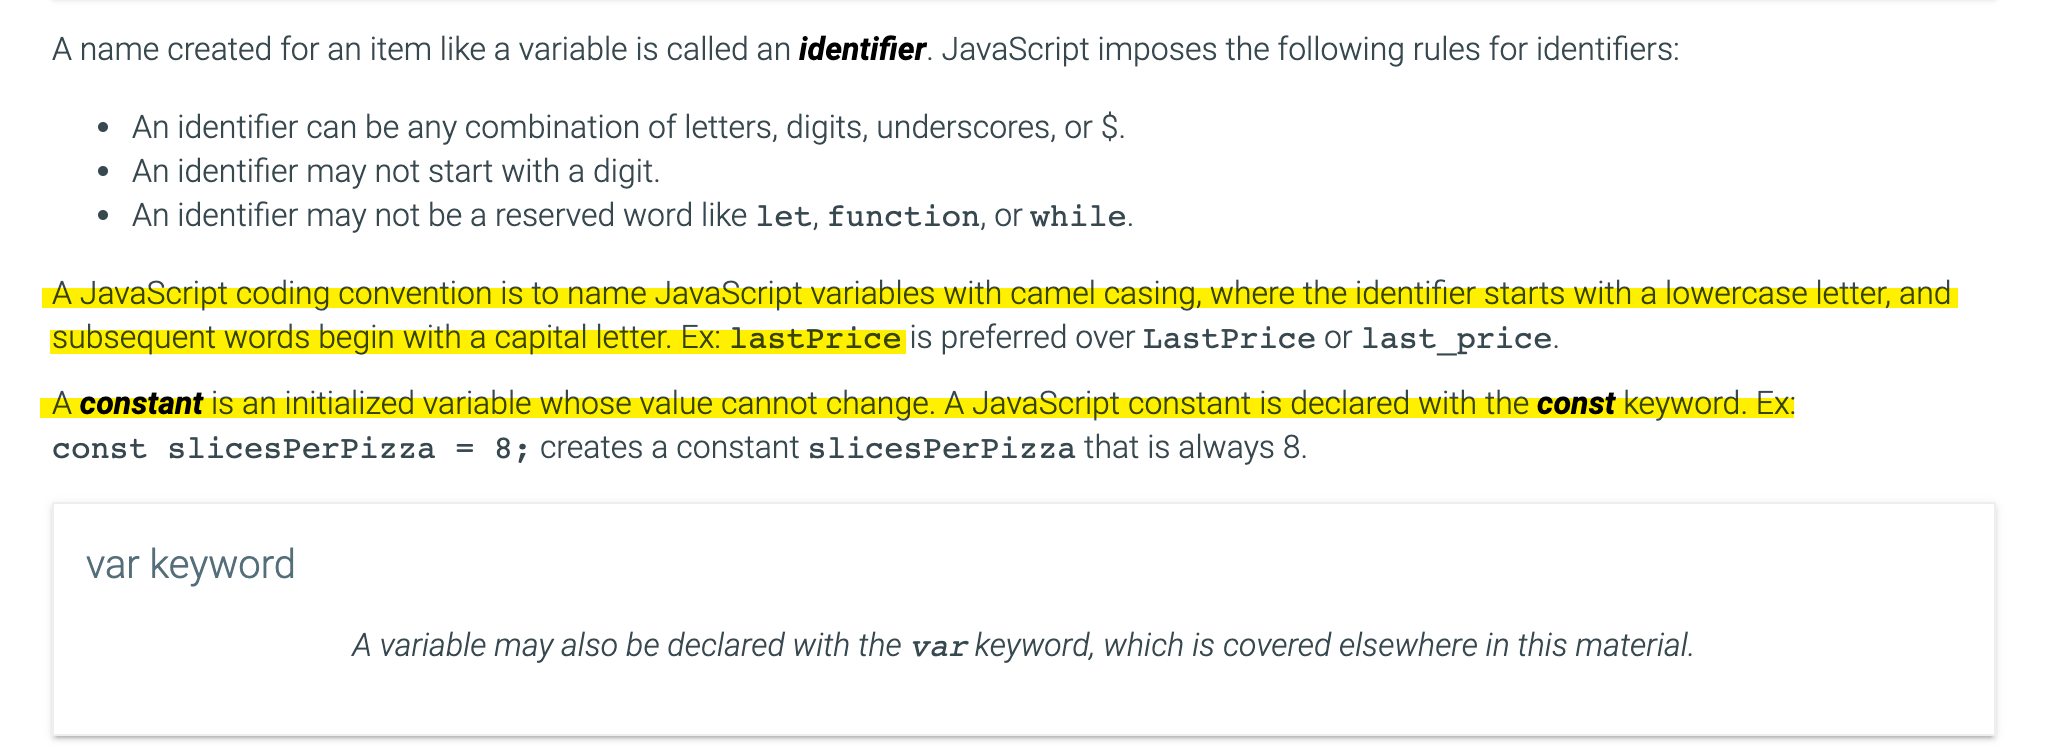 A name created for an item like a variable is called an identifier. JavaScript imposes the following rules for identifiers:
• An identifier can be any combination of letters, digits, underscores, or $.
• An identifier may not start with a digit.
• An identifier may not be a reserved word like let, function, or while.
A JavaScript coding convention is to name JavaScript variables with camel casing, where the identifier starts with a lowercase letter, and
subsequent words begin with a capital letter. Ex: lastPrice is preferred over LastPrice or last_price.
A constant is an initialized variable whose value cannot change. A JavaScript constant is declared with the const keyword. Ex:
const slicesPerPizza = 8; creates a constant slicesPerPizza that is always 8.
var keyword
A variable may also be declared with the var keyword, which is covered elsewhere in this material.